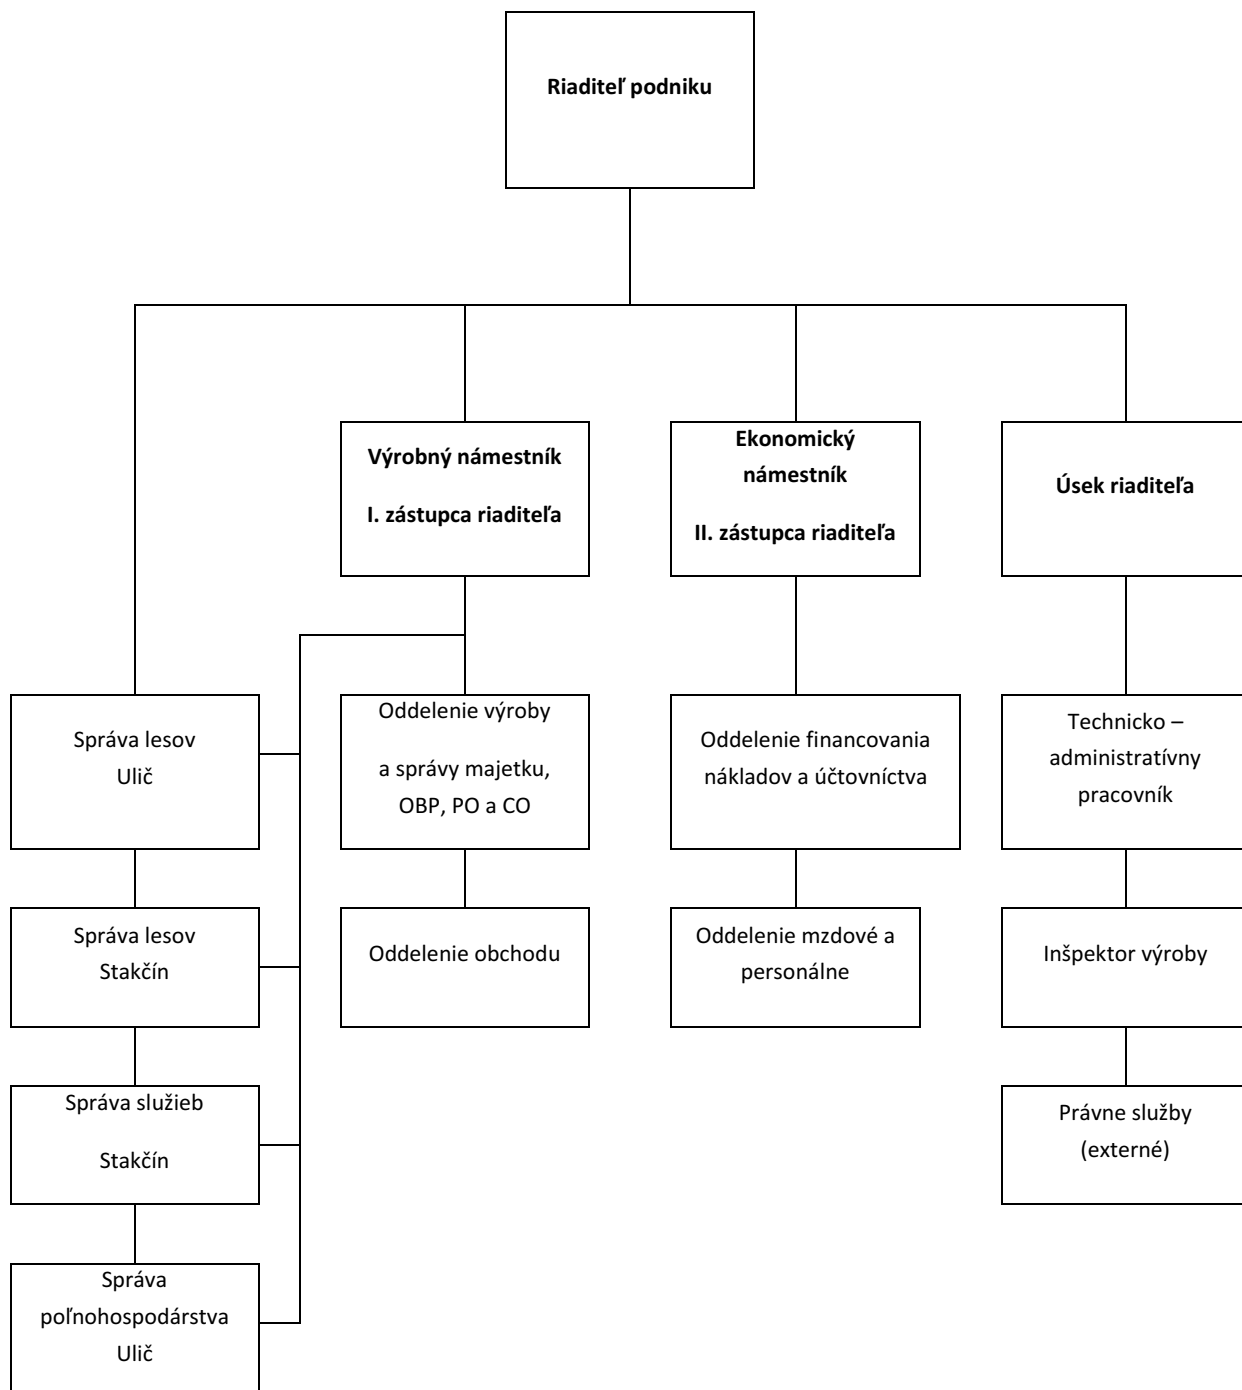 Riaditeľ podniku
Výrobný námestník
I. zástupca riaditeľa
Ekonomický
námestník
II. zástupca riaditeľa
Úsek riaditeľa
Správa lesov
Ulič
Oddelenie výroby
a správy majetku,
OBP, PO a CO
Oddelenie financovania
nákladov a účtovníctva
Technicko –
administratívny
pracovník
Správa lesov
Stakčín
Oddelenie obchodu
Oddelenie mzdové a
personálne
Inšpektor výroby
Správa služieb
Stakčín
Právne služby
(externé)
Správa
poľnohospodárstva
Ulič